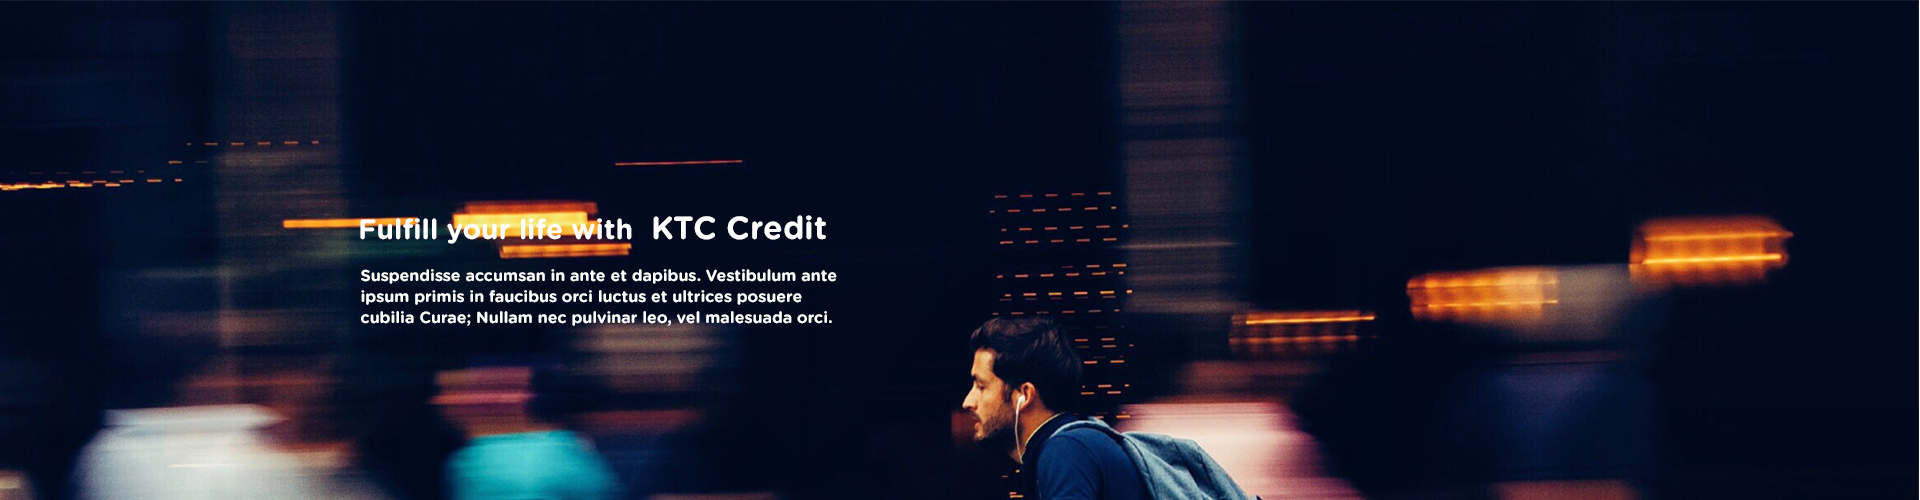 Fulfill your life with KTC Credit
Suspendisse accumsan in ante et dapibus. Vestibulum ante
ipsum primis in faucibus orci luctus et ultrices posuere
cubilia Curae; Nullam nec pulvinar leo, vel malesuada orci.